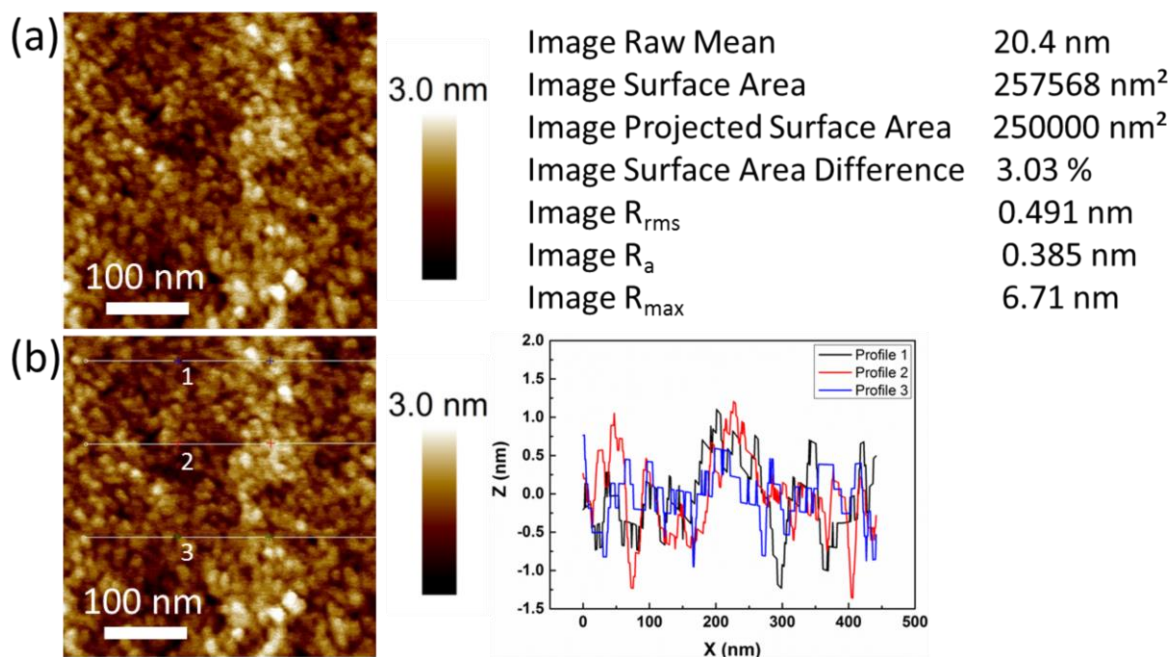 (a)
3.0 nm
100 nm
Image Raw Mean 20.4 nm
Image Surface Area 257568 nm²
Image Projected Surface Area 250000 nm²
Image Surface Area Difference 3.03 %
Image Rrms 0.491 nm
Image Ra 0.385 nm
Image Rmax 6.71 nm
(b)
1
2
3
100 nm
3.0 nm
Z (nm)
2.0
1.5
1.0
0.5
0.0
-0.5
-1.0
-1.5
Profile 1
Profile 2
Profile 3
0 100 200 300 400 500
X (nm)